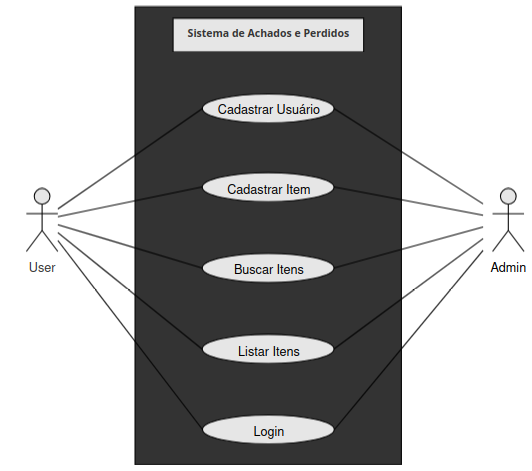 Sistema de Achados e Perdidos
Cadastrar Usuário
Cadastrar Item
Buscar Itens
Listar Itens
Login
User
Admin